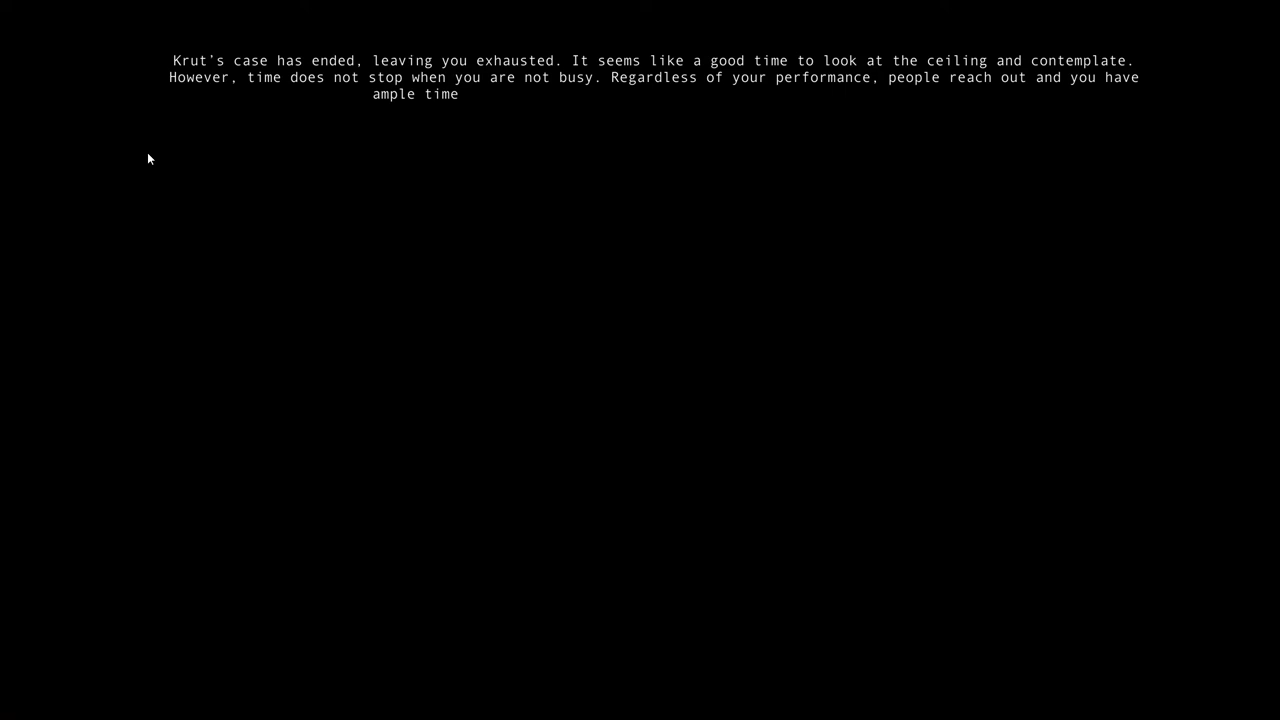 Krut’s case has ended, leaving you exhausted. It seems like a good time to look at the ceiling and contemplate.
However, time does not stop when you are not busy. Regardless of your performance, people reach out and you have
ample time